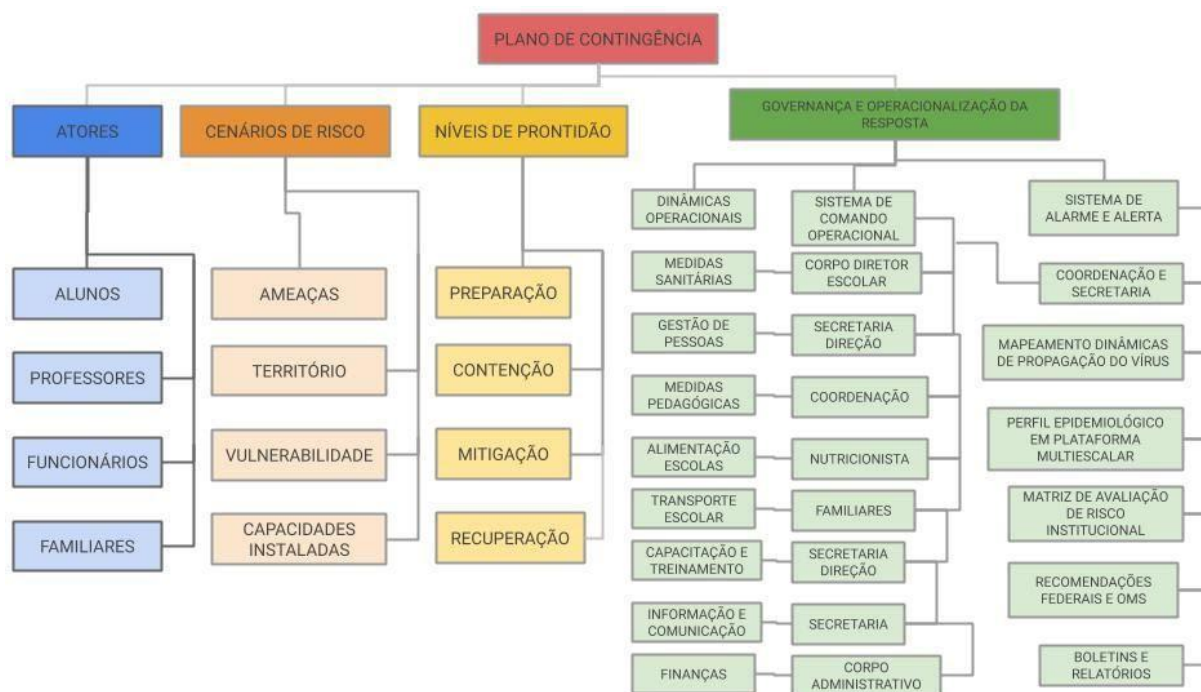 PLANO DE CONTINGÊNCIA
ATORES
CENÁRIOS DE RISCO
NÍVEIS DE PRONTIDÃO
GOVERNANÇA E OPERACIONALIZAÇÃO DA
RESPOSTA
ALUNOS
PROFESSORES
FUNCIONÁRIOS
FAMILIARES
AMEAÇAS
TERRITÓRIO
VULNERABILIDADE
CAPACIDADES
INSTALADAS
PREPARAÇÃO
CONTENÇÃO
MITIGAÇÃO
RECUPERAÇÃO
DINÂMICAS
OPERACIONAIS
MEDIDAS
SANITÁRIAS
GESTÃO DE
PESSOAS
MEDIDAS
PEDAGÓGICAS
ALIMENTAÇÃO
ESCOLAS
TRANSPORTE
ESCOLAR
CAPACITAÇÃO E
TREINAMENTO
INFORMAÇÃO E
COMUNICAÇÃO
FINANÇAS
SISTEMA DE
COMANDO
OPERACIONAL
CORPO DIRETOR
ESCOLAR
SECRETARIA
DIREÇÃO
COORDENAÇÃO
NUTRICIONISTA
FAMILIARES
SECRETARIA
DIREÇÃO
SECRETARIA
CORPO
ADMINISTRATIVO
SISTEMA DE
ALARME E ALERTA
COORDENAÇÃO E
SECRETARIA
MAPEAMENTO DINÂMICAS
DE PROPAGAÇÃO DO VÍRUS
PERFIL EPIDEMIOLÓGICO
EM PLATAFORMA
MULTIESCALAR
MATRIZ DE AVALIAÇÃO
DE RISCO
INSTITUCIONAL
RECOMENDAÇÕES
FEDERAIS E OMS
BOLETINS E
RELATÓRIOS